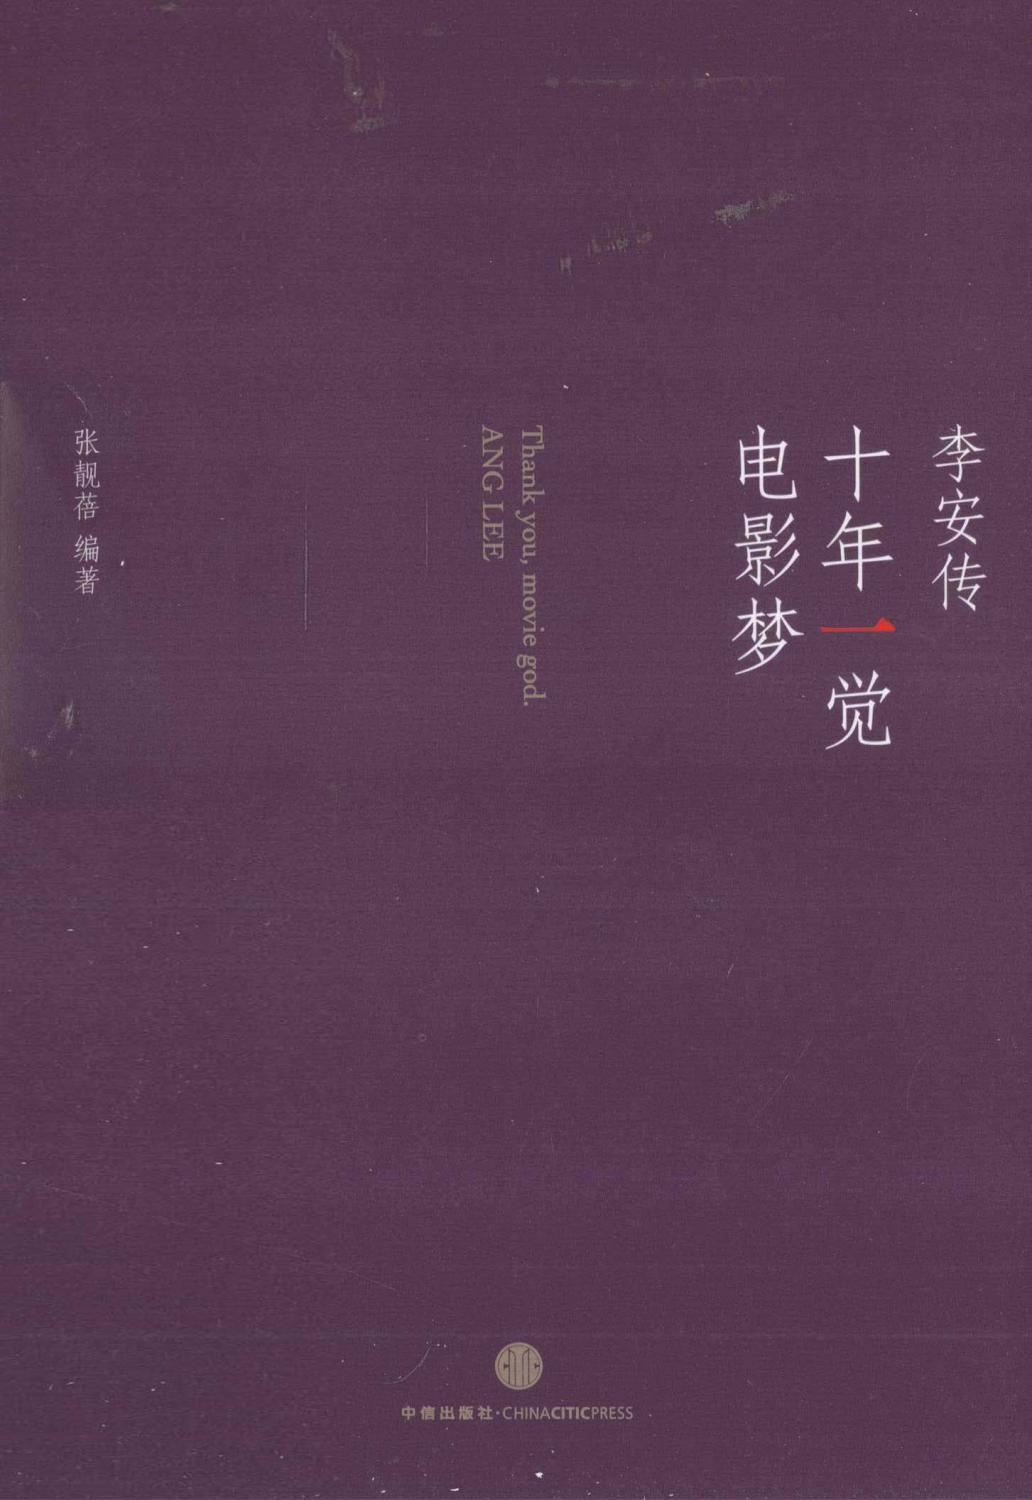 李安传
十年一觉
电影梦
Thank you, movie god.
ANG LEE
张靓蓓 编著
中信出版社·CHINACITICPRESS